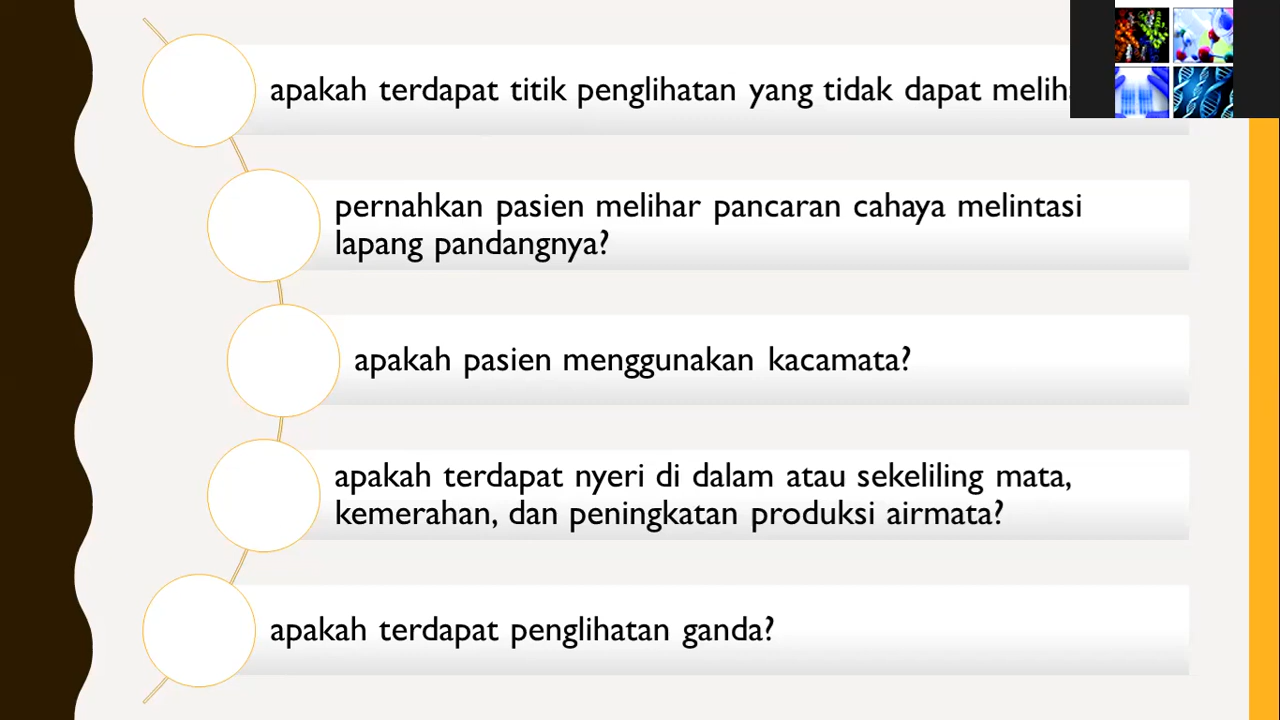 apakah terdapat titik penglihatan yang tidak dapat
pernahkan pasien melihar pancaran cahaya melintasi
lapang pandangnya?
apakah pasien menggunakan kacamata?
apakah terdapat nyeri di dalam atau sekeliling mata,
kemerahan, dan peningkatan produksi airmata?
apakah terdapat penglihatan ganda?